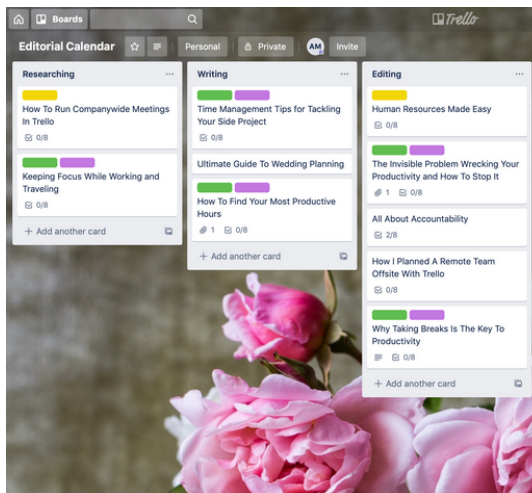 Boards
Trello
Editorial Calendar
Personal
Private
AM
Invite
Researching
How To Run Companywide Meetings
In Trello
0/8
Keeping Focus While Working and
Traveling
0/8
+ Add another card
Writing
Time Management Tips for Tackling
Your Side Project
0/8
Ultimate Guide To Wedding Planning
How To Find Your Most Productive
Hours
1 0/8
+ Add another card
Editing
Human Resources Made Easy
0/8
The Invisible Problem Wrecking Your
Productivity and How To Stop It
1 0/8
All About Accountability
2/8
How I Planned A Remote Team
Offsite With Trello
0/8
Why Taking Breaks Is The Key To
Productivity
0/8
+ Add another card